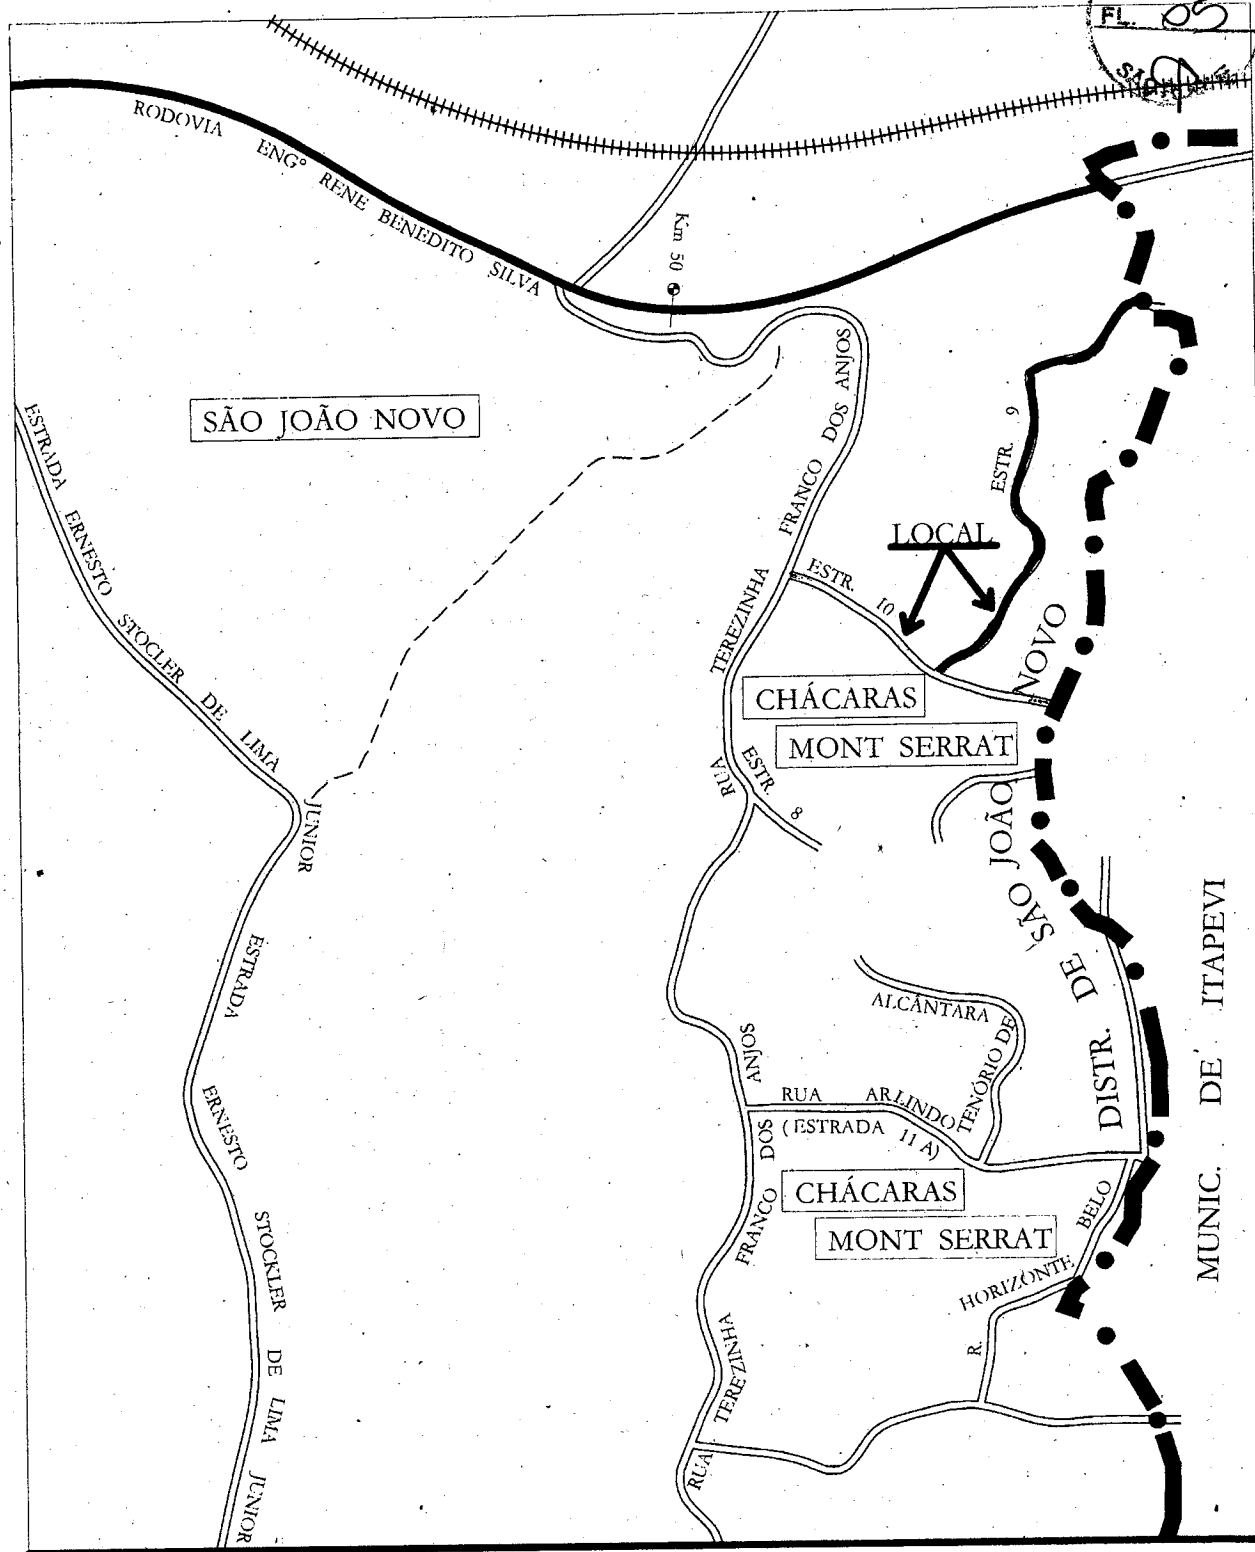 FL. 05
RODOVIA ENGº RENE BENEDITO SILVA
Km 50
SÃO JOÃO NOVO
ESTRADA ERNESTO STOCLER DE LIMA JUNIOR
ESTRADA ERNESTO STOCKLER DE LIMA JUNIOR
RUA TEREZINHA FRANCO DOS ANJOS
ESTR. 9
LOCAL
ESTR. 10
CHÁCARAS
MONT SERRAT
ESTR. 8
DISTR. DE SÃO JOÃO NOVO
MUNIC. DE ITAPEVI
RUA ARLINDO TENÓRIO DE ALCÂNTARA
(ESTRADA 11 A)
CHÁCARAS
MONT SERRAT
R. HORIZONTE BELO
RUA TEREZINHA FRANCO DOS ANJOS